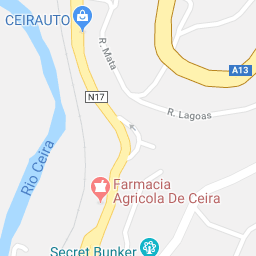 CEIRAUTO
R. Mata
A13
N17
R. Lagoas
Rio Ceira
Farmacia
Agricola De Ceira
Secret Bunker